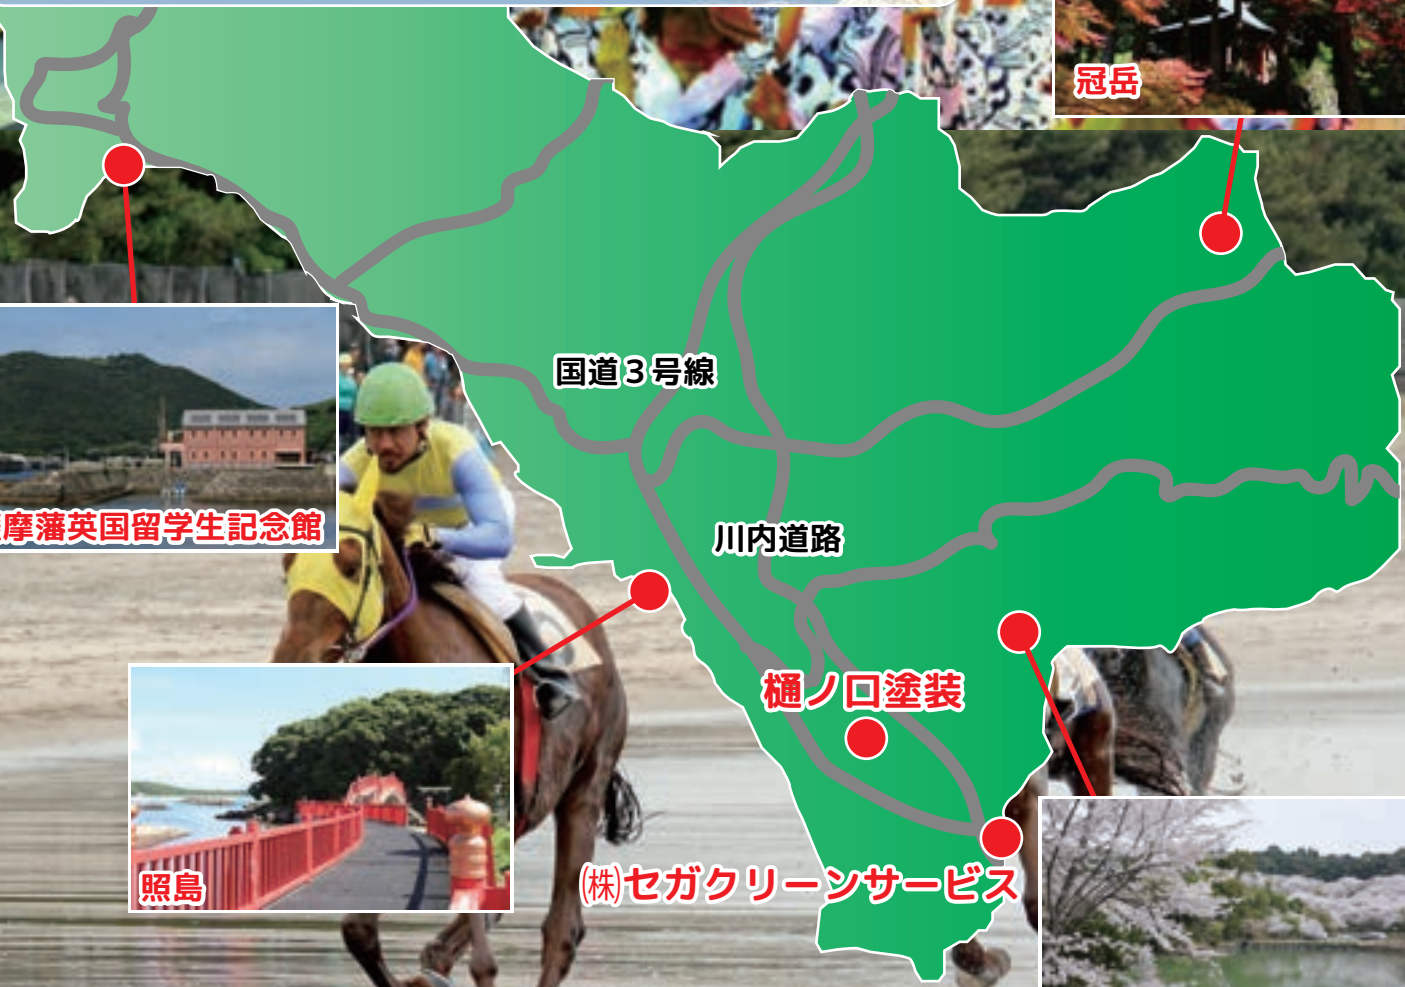 冠岳
国道３号線
摩藩英国留学生記念館
川内道路
樋ノ口塗装
照島
㈱セガクリーンサービス